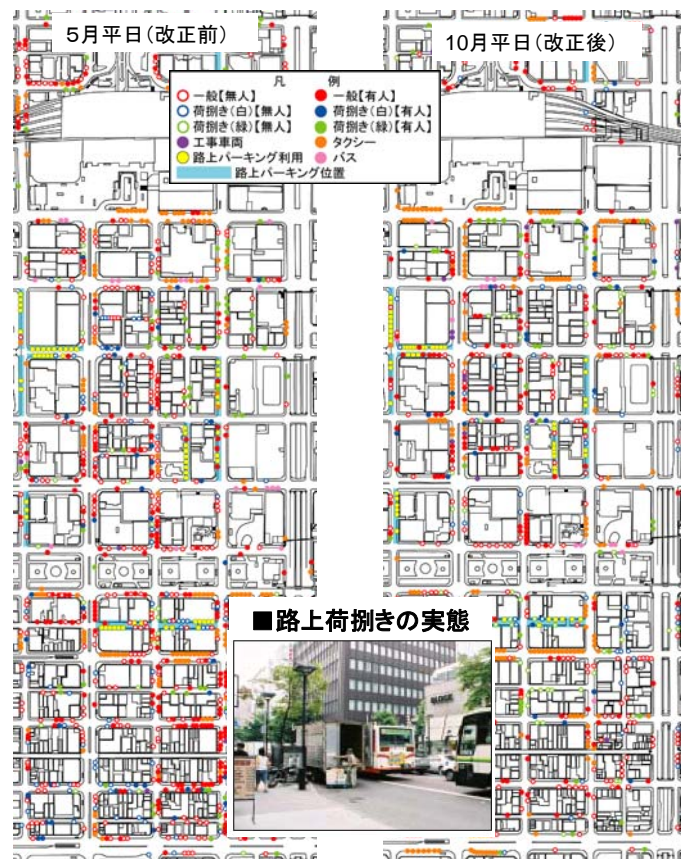 5月平日(改正前)
10月平日(改正後)
凡 例
一般【無人】 一般【有人】
荷捌き(白)【無人】 荷捌き(白)【有人】
荷捌き(緑)【無人】 荷捌き(緑)【有人】
工事車両 タクシー
路上パーキング利用 バス
路上パーキング位置
■路上荷捌きの実態